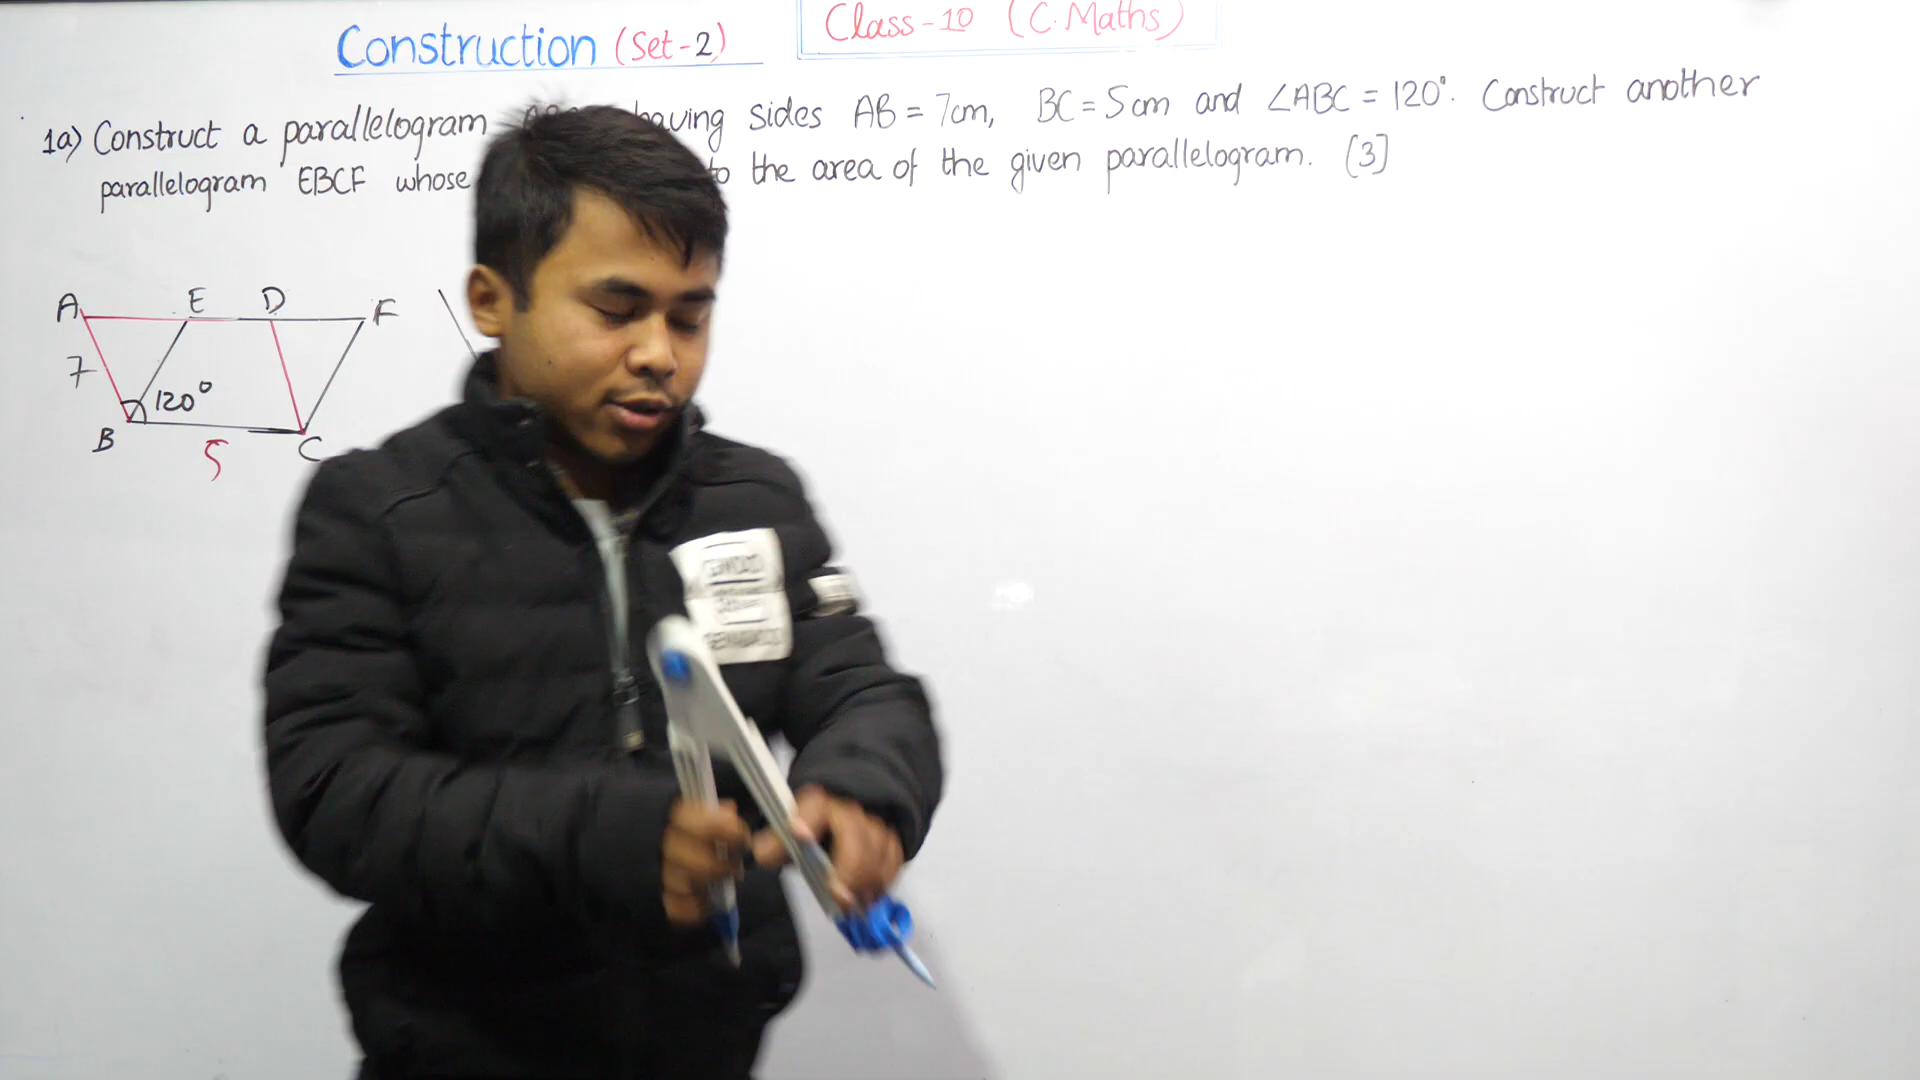 Construction (Set-2)
Class-10 (C.Maths)
1a) Construct a parallelogram having sides AB = 7cm, BC = 5cm and ∠ABC = 120°. Construct another
parallelogram EBCF whose to the area of the given parallelogram. [3]
A E D F
7
120°
B 5 C